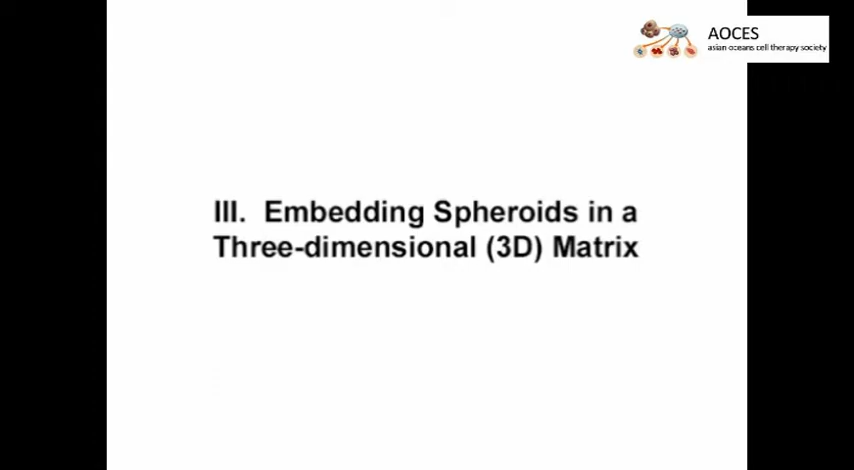 AOCES
asian oceans cell therapy society
III. Embedding Spheroids in a
Three-dimensional (3D) Matrix